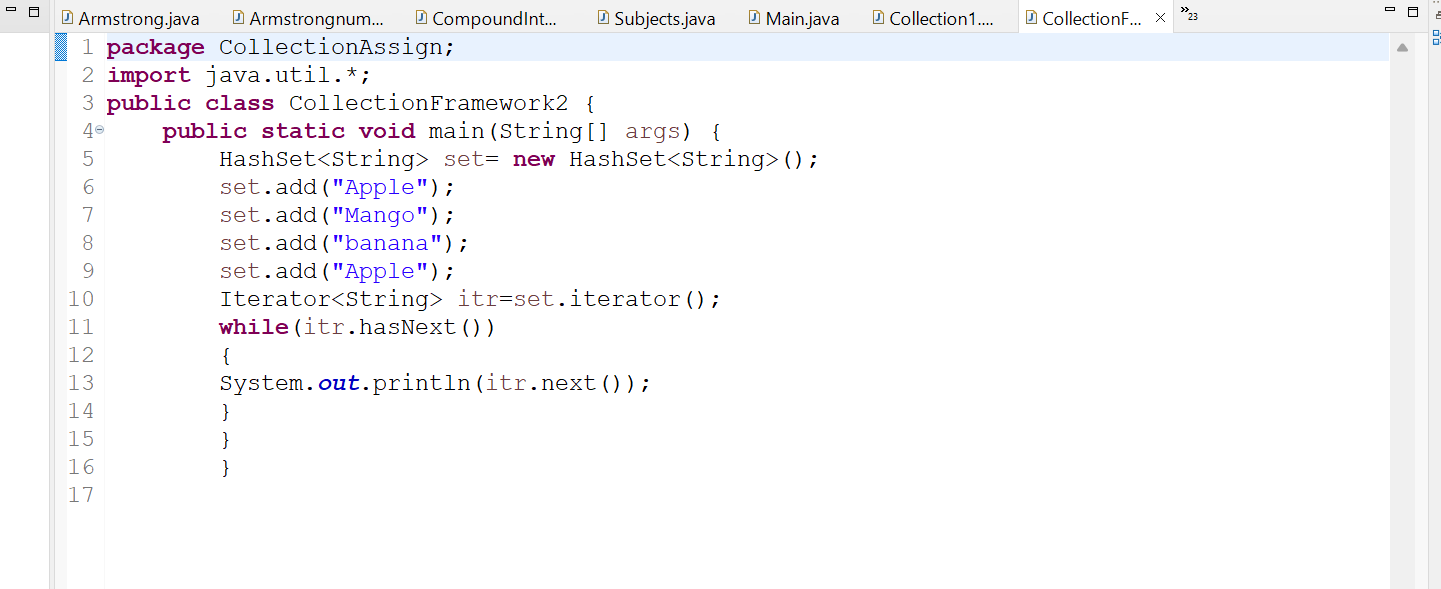 Armstrong.java Armstrongnum... CompoundInt... Subjects.java Main.java Collection1.... CollectionF... 23
1 package CollectionAssign;
2 import java.util.*;
3 public class CollectionFramework2 {
4 public static void main(String[] args) {
5 HashSet<String> set= new HashSet<String>();
6 set.add("Apple");
7 set.add("Mango");
8 set.add("banana");
9 set.add("Apple");
10 Iterator<String> itr=set.iterator();
11 while(itr.hasNext())
12 {
13 System.out.println(itr.next());
14 }
15 }
16 }
17